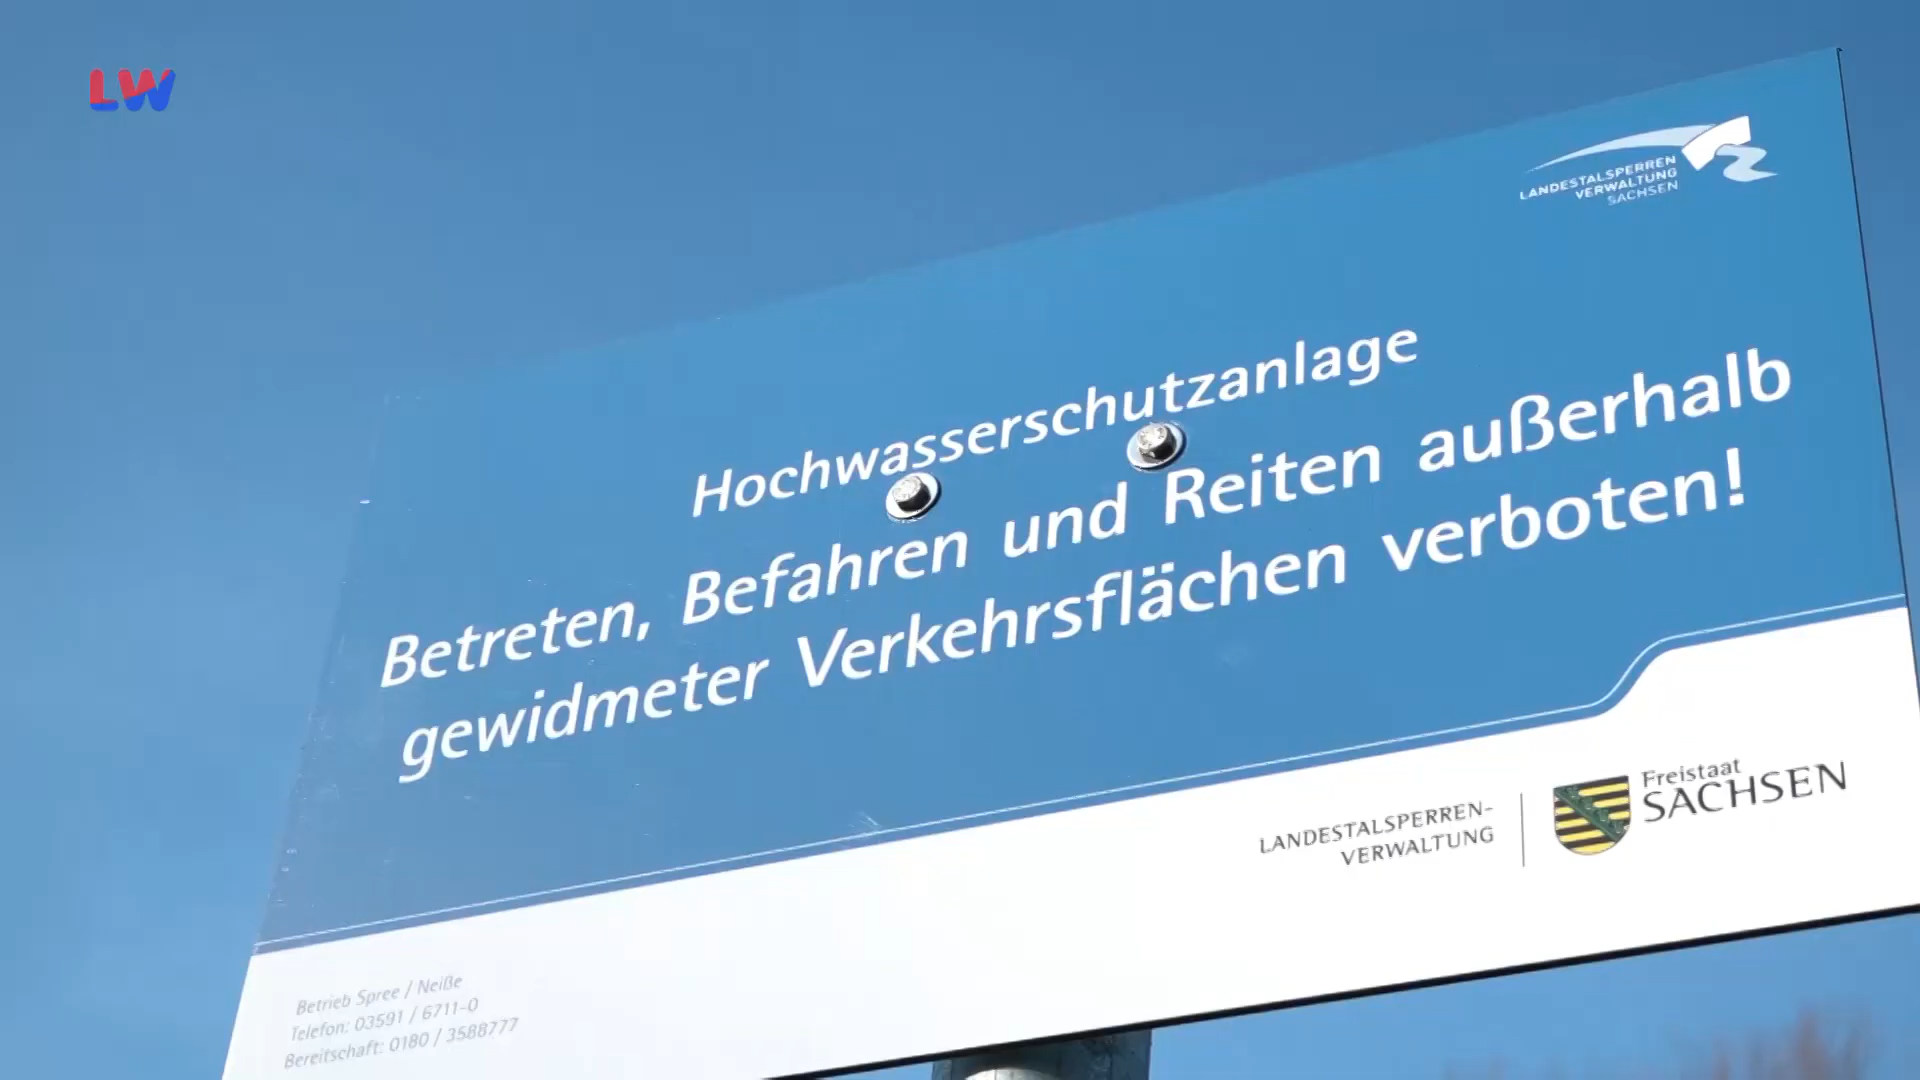 LW
LANDESTALSPERREN
VERWALTUNG
SACHSEN
Hochwasserschutzanlage
Betreten, Befahren und Reiten außerhalb
gewidmeter Verkehrsflächen verboten!
LANDESTALSPERREN-
VERWALTUNG
Freistaat
SACHSEN
Betrieb Spree / Neiße
Telefon: 03591 / 6711-0
Bereitschaft: 0180 / 3588777